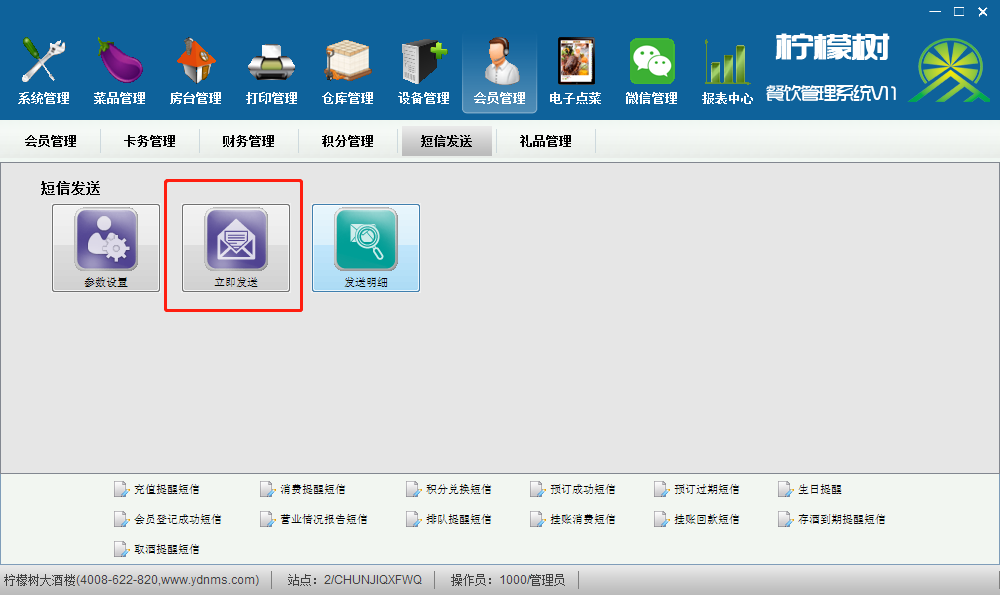 柠檬树
餐饮管理系统V11
系统管理 菜品管理 房台管理 打印管理 仓库管理 设备管理 会员管理 电子点菜 微信管理 报表中心
会员管理 卡务管理 财务管理 积分管理 短信发送 礼品管理
短信发送
参数设置 立即发送 发送明细
充值提醒短信 消费提醒短信 积分兑换短信 预订成功短信 预订过期短信 生日提醒
会员登记成功短信 营业情况报告短信 排队提醒短信 挂账消费短信 挂账回款短信 存酒到期提醒短信
取酒提醒短信
柠檬树大酒楼(4008-622-820,www.ydnms.com) 站点：2/CHUNJIQXFWQ 操作员：1000/管理员